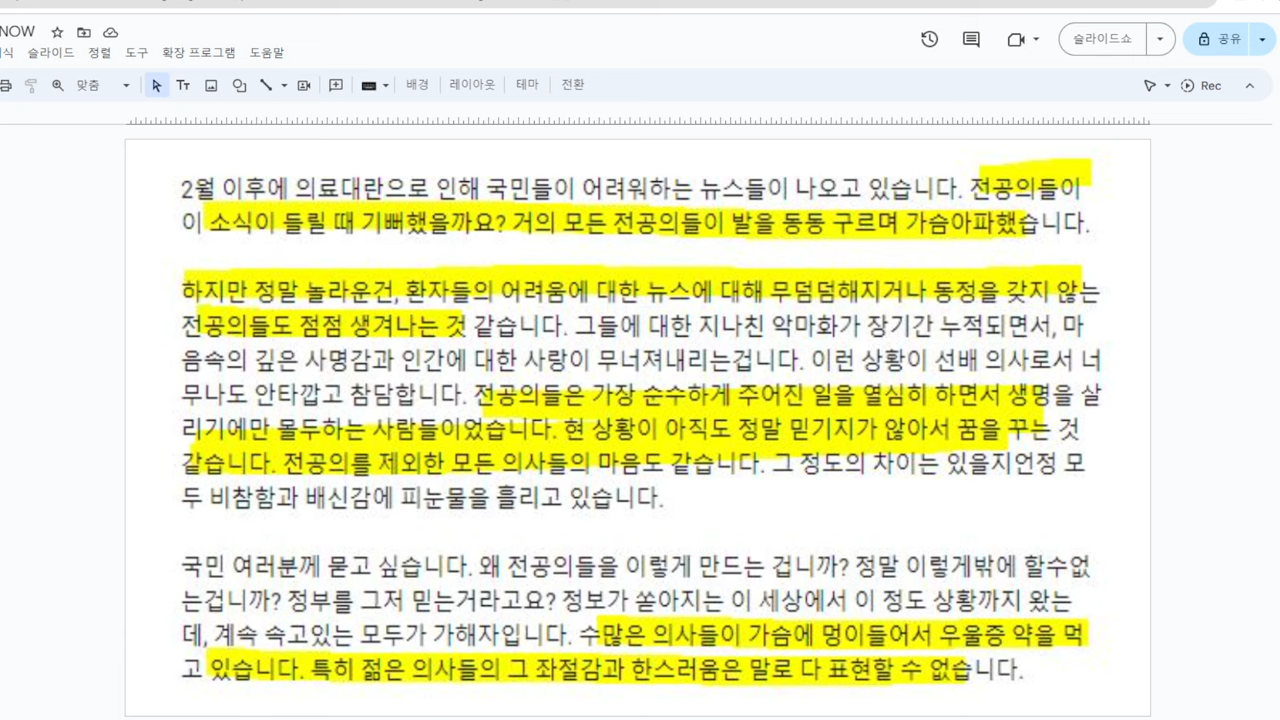 NOW
식 슬라이드 정렬 도구 확장 프로그램 도움말
슬라이드쇼 공유
맞춤 Tт 배경 레이아웃 테마 전환 Rec
2월 이후에 의료대란으로 인해 국민들이 어려워하는 뉴스들이 나오고 있습니다. 전공의들이
이 소식이 들릴 때 기뻐했을까요? 거의 모든 전공의들이 발을 동동 구르며 가슴아파했습니다.
하지만 정말 놀라운건, 환자들의 어려움에 대한 뉴스에 대해 무덤덤해지거나 동정을 갖지 않는
전공의들도 점점 생겨나는 것 같습니다. 그들에 대한 지나친 악마화가 장기간 누적되면서, 마
음속의 깊은 사명감과 인간에 대한 사랑이 무너져내리는겁니다. 이런 상황이 선배 의사로서 너
무나도 안타깝고 참담합니다. 전공의들은 가장 순수하게 주어진 일을 열심히 하면서 생명을 살
리기에만 몰두하는 사람들이었습니다. 현 상황이 아직도 정말 믿기지가 않아서 꿈을 꾸는 것
같습니다. 전공의를 제외한 모든 의사들의 마음도 같습니다. 그 정도의 차이는 있을지언정 모
두 비참함과 배신감에 피눈물을 흘리고 있습니다.
국민 여러분께 묻고 싶습니다. 왜 전공의들을 이렇게 만드는 겁니까? 정말 이렇게밖에 할수없
는겁니까? 정부를 그저 믿는거라고요? 정보가 쏟아지는 이 세상에서 이 정도 상황까지 왔는
데, 계속 속고있는 모두가 가해자입니다. 수많은 의사들이 가슴에 멍이들어서 우울증 약을 먹
고 있습니다. 특히 젊은 의사들의 그 좌절감과 한스러움은 말로 다 표현할 수 없습니다.